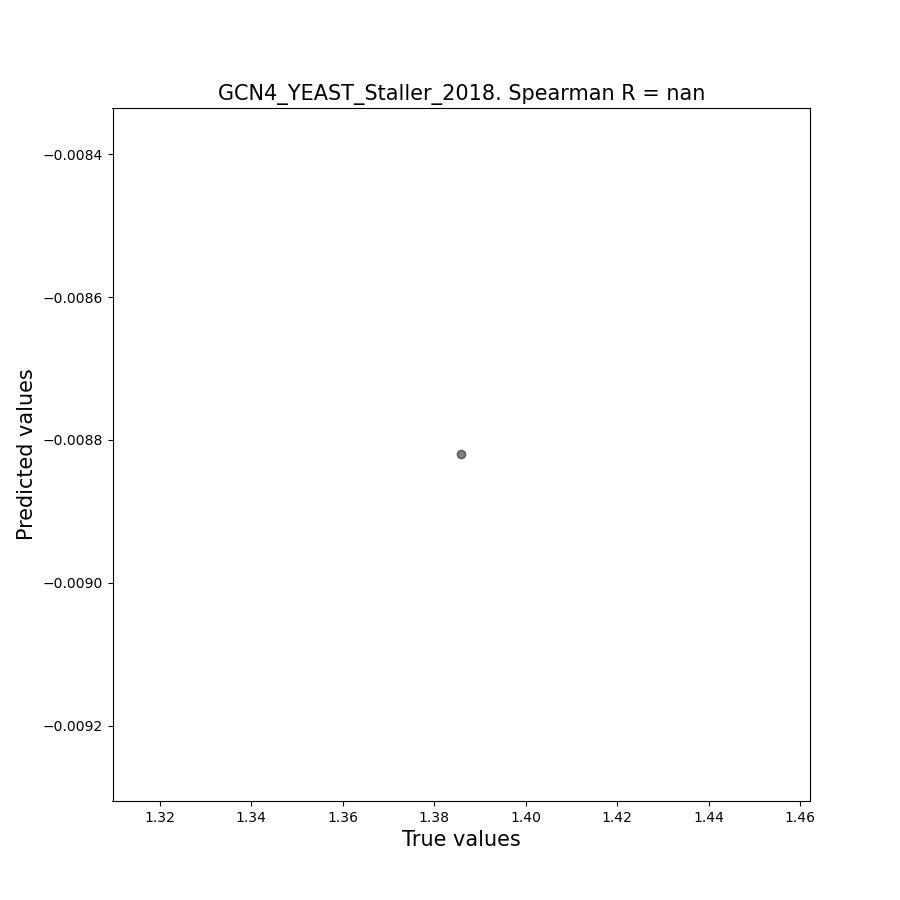 GCN4_YEAST_Staller_2018. Spearman R = nan
−0.0084
−0.0086
−0.0088
−0.0090
−0.0092
Predicted values
1.32 1.34 1.36 1.38 1.40 1.42 1.44 1.46
True values